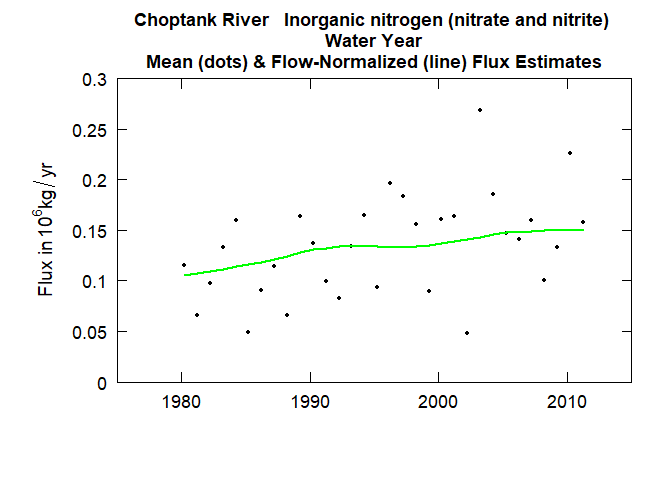 Choptank River   Inorganic nitrogen (nitrate and nitrite)
Water Year
Mean (dots) & Flow-Normalized (line) Flux Estimates
Flux in 10⁶kg / yr
0.3
0.25
0.2
0.15
0.1
0.05
0
1980 1990 2000 2010